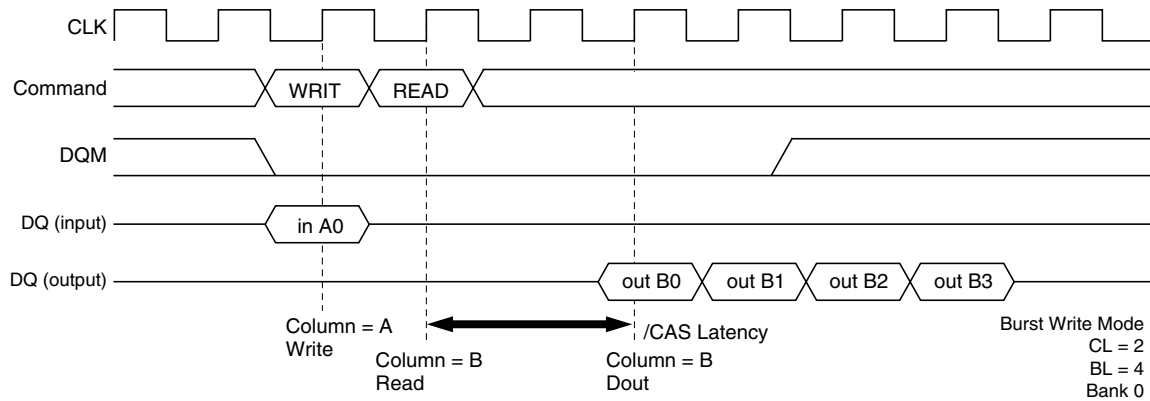 CLK
Command
WRIT
READ
DQM
DQ (input)
in A0
DQ (output)
out B0
out B1
out B2
out B3
Column = A
Write
Column = B
Read
/CAS Latency
Column = B
Dout
Burst Write Mode
CL = 2
BL = 4
Bank 0